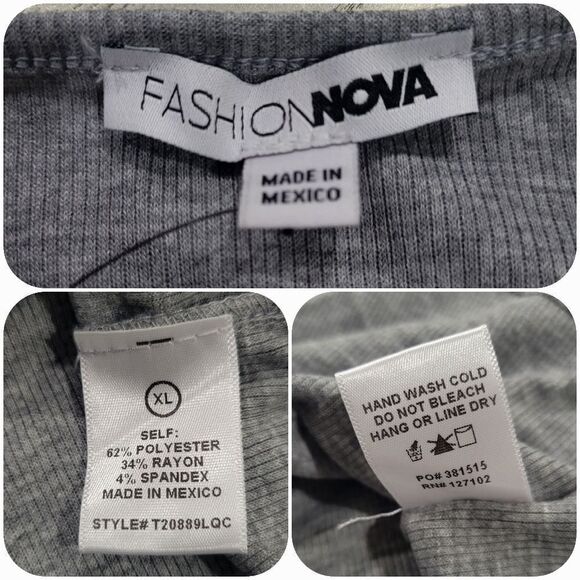 FASHIONNOVA
MADE IN
MEXICO
XL
SELF:
62% POLYESTER
34% RAYON
4% SPANDEX
MADE IN MEXICO
STYLE# T20889LQC
HAND WASH COLD
DO NOT BLEACH
HANG OR LINE DRY
PO# 381515
RN# 127102